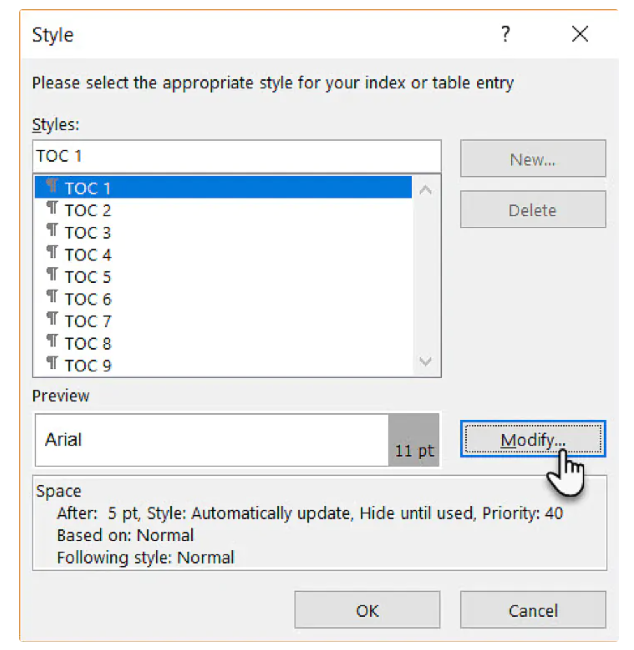 Style
?
Please select the appropriate style for your index or table entry
Styles:
TOC 1
New...
TOC 1
TOC 2
Delete
TOC 3
TOC 4
TOC 5
TOC 6
TOC 7
TOC 8
TOC 9
Preview
Arial
11 pt
Modify...
Space
After: 5 pt, Style: Automatically update, Hide until used, Priority: 40
Based on: Normal
Following style: Normal
OK
Cancel